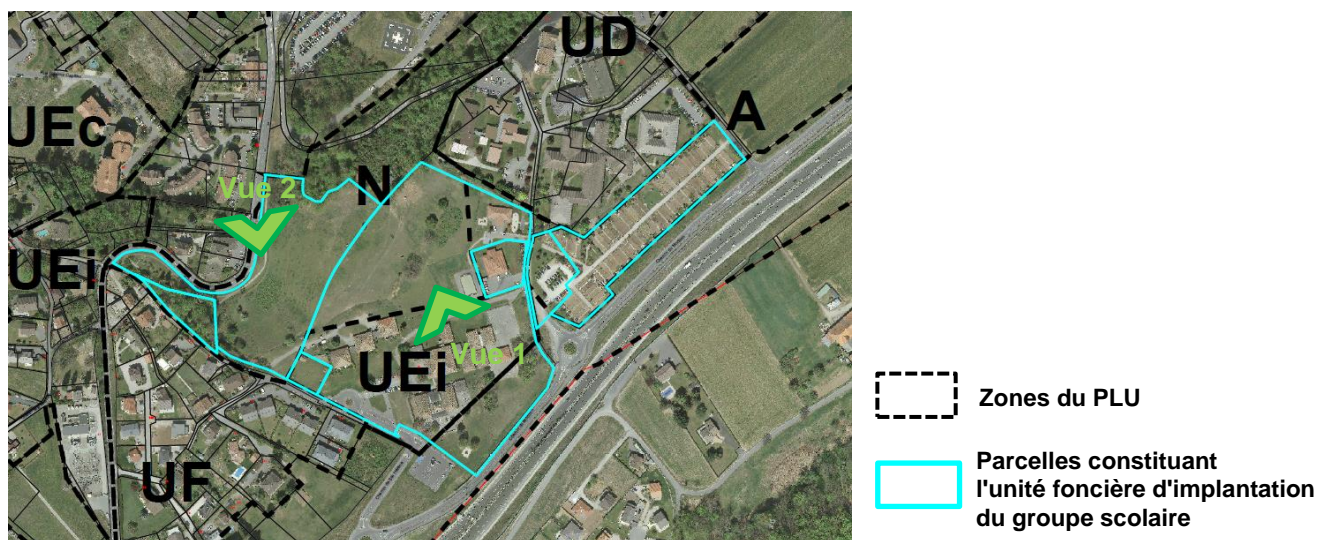 UD
A
UEc
Vue 2
N
UEi
Vue 1
UEi
UF
Zones du PLU
Parcelles constituant
l'unité foncière d'implantation
du groupe scolaire